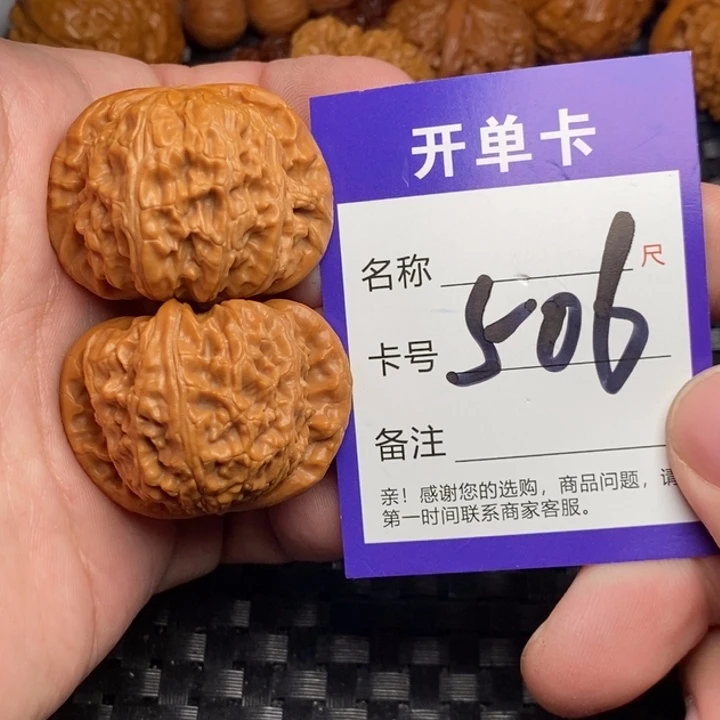 开单卡
名称 尺
卡号 506
备注
亲！感谢您的选购，商品问题，请
第一时间联系商家客服。